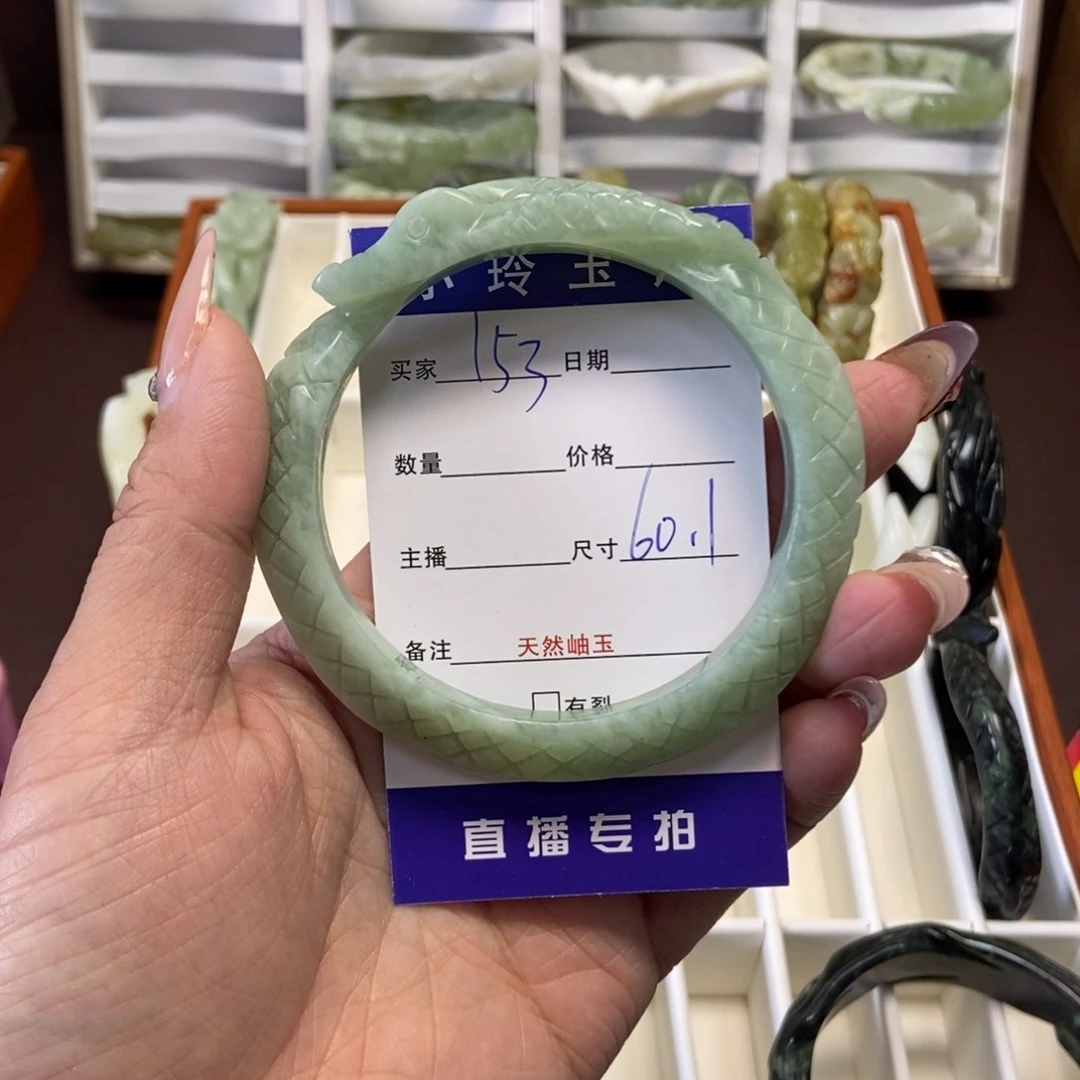 玲玉
买家 153 日期
数量 价格
主播 尺寸 60.1
备注 天然岫玉
有裂
直播专拍